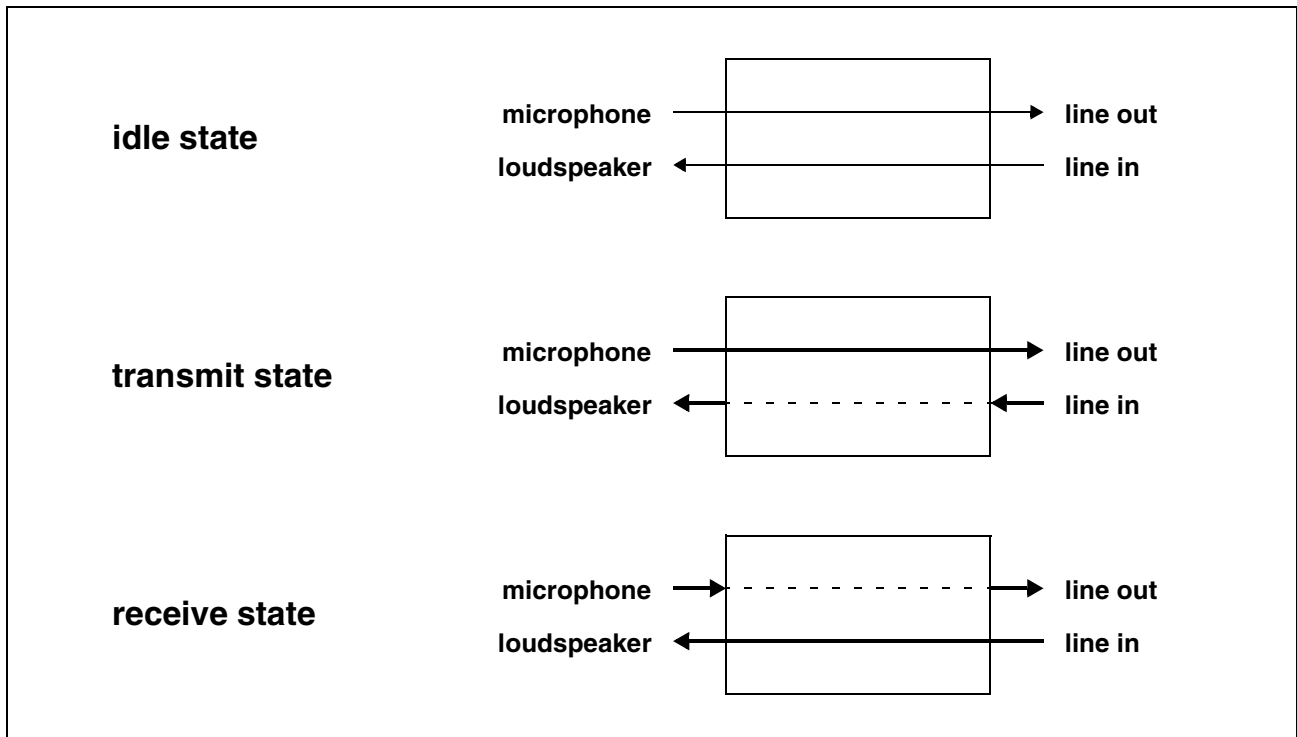 idle state
microphone
line out
loudspeaker
line in
transmit state
microphone
line out
loudspeaker
line in
receive state
microphone
line out
loudspeaker
line in